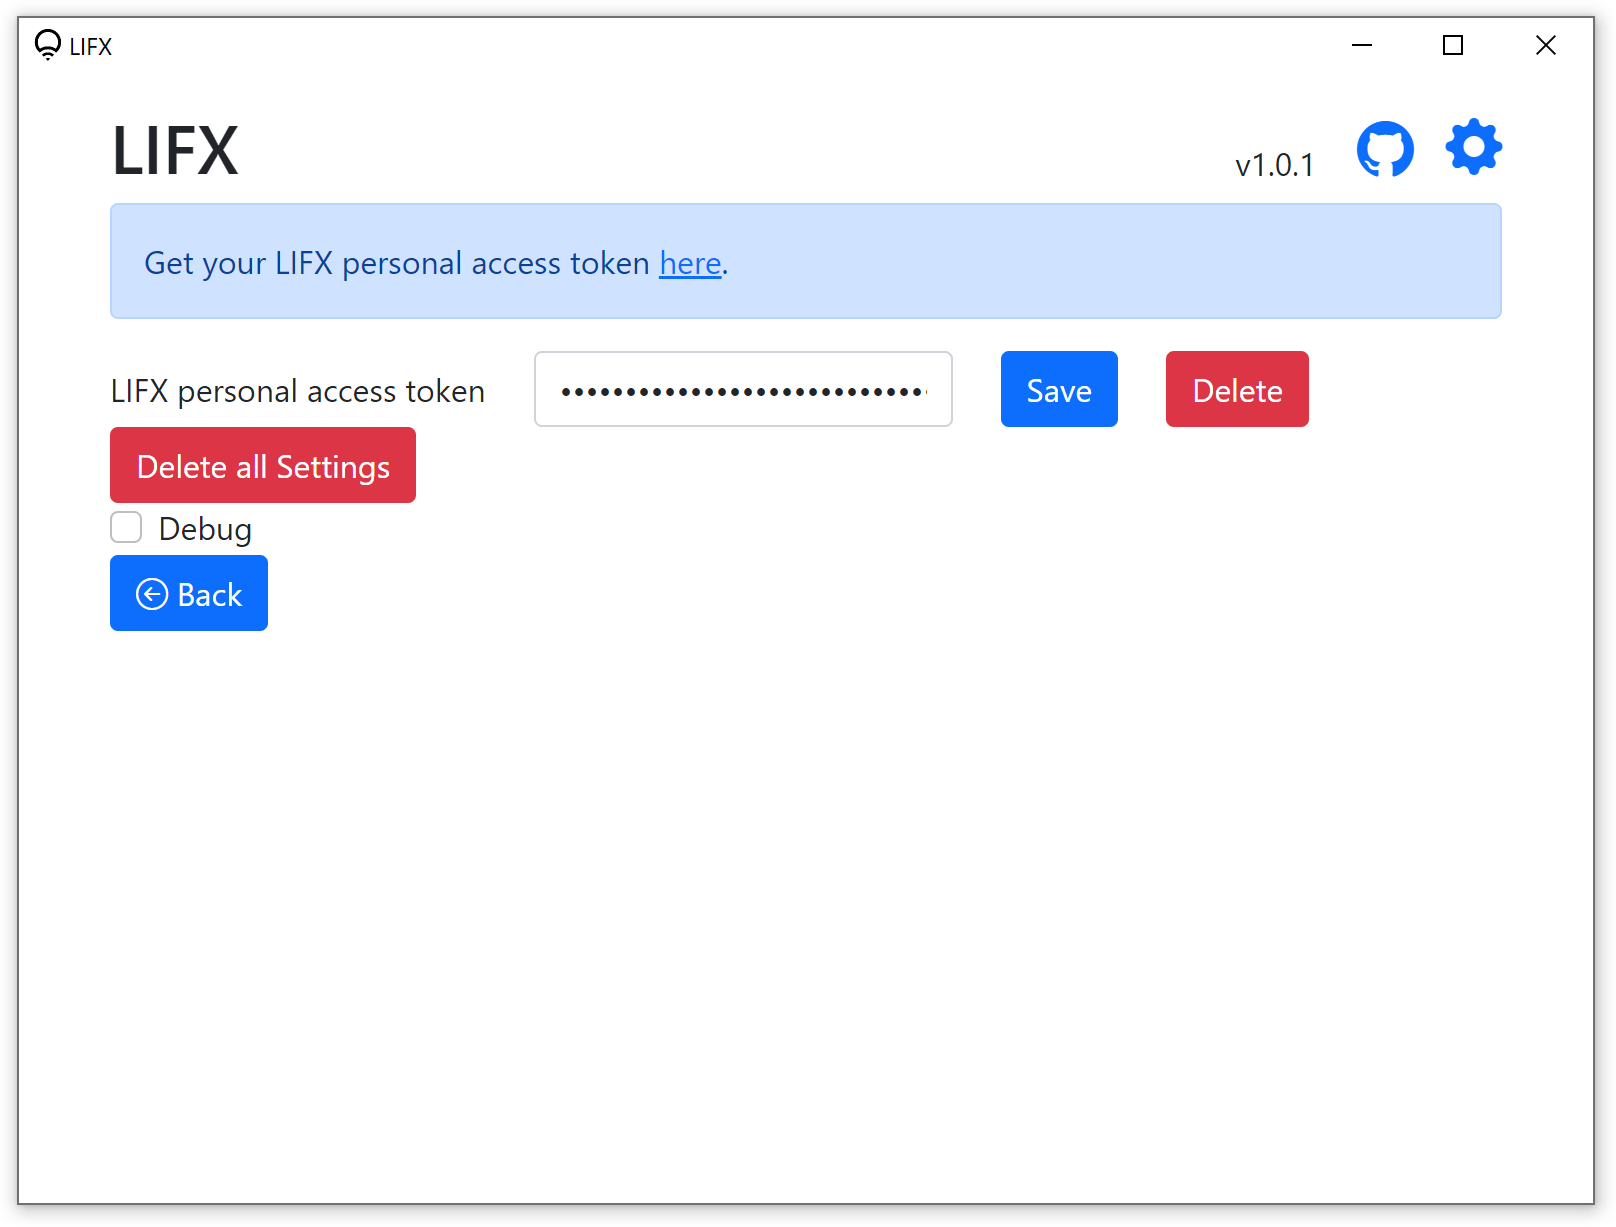 LIFX
LIFX
v1.0.1
Get your LIFX personal access token here.
LIFX personal access token
Save
Delete
Delete all Settings
Debug
Back